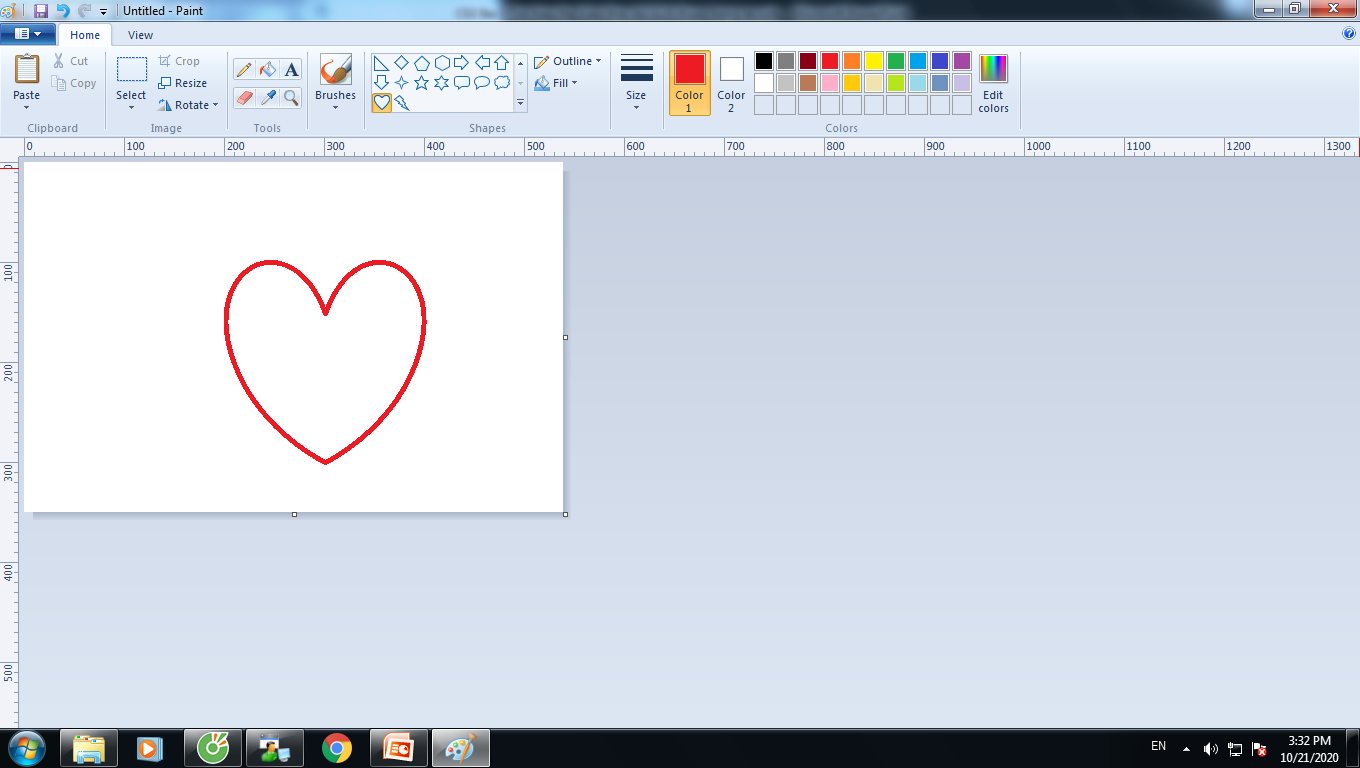 Untitled - Paint
Home View
Paste
Cut
Copy
Clipboard
Select
Crop
Resize
Rotate
Image
A
Tools
Brushes
Outline
Fill
Shapes
Size
Color 1
Color 2
Edit colors
Colors
0 100 200 300 400 500 600 700 800 900 1000 1100 1200 1300
0
100
200
300
400
500
EN
3:32 PM
10/21/2020